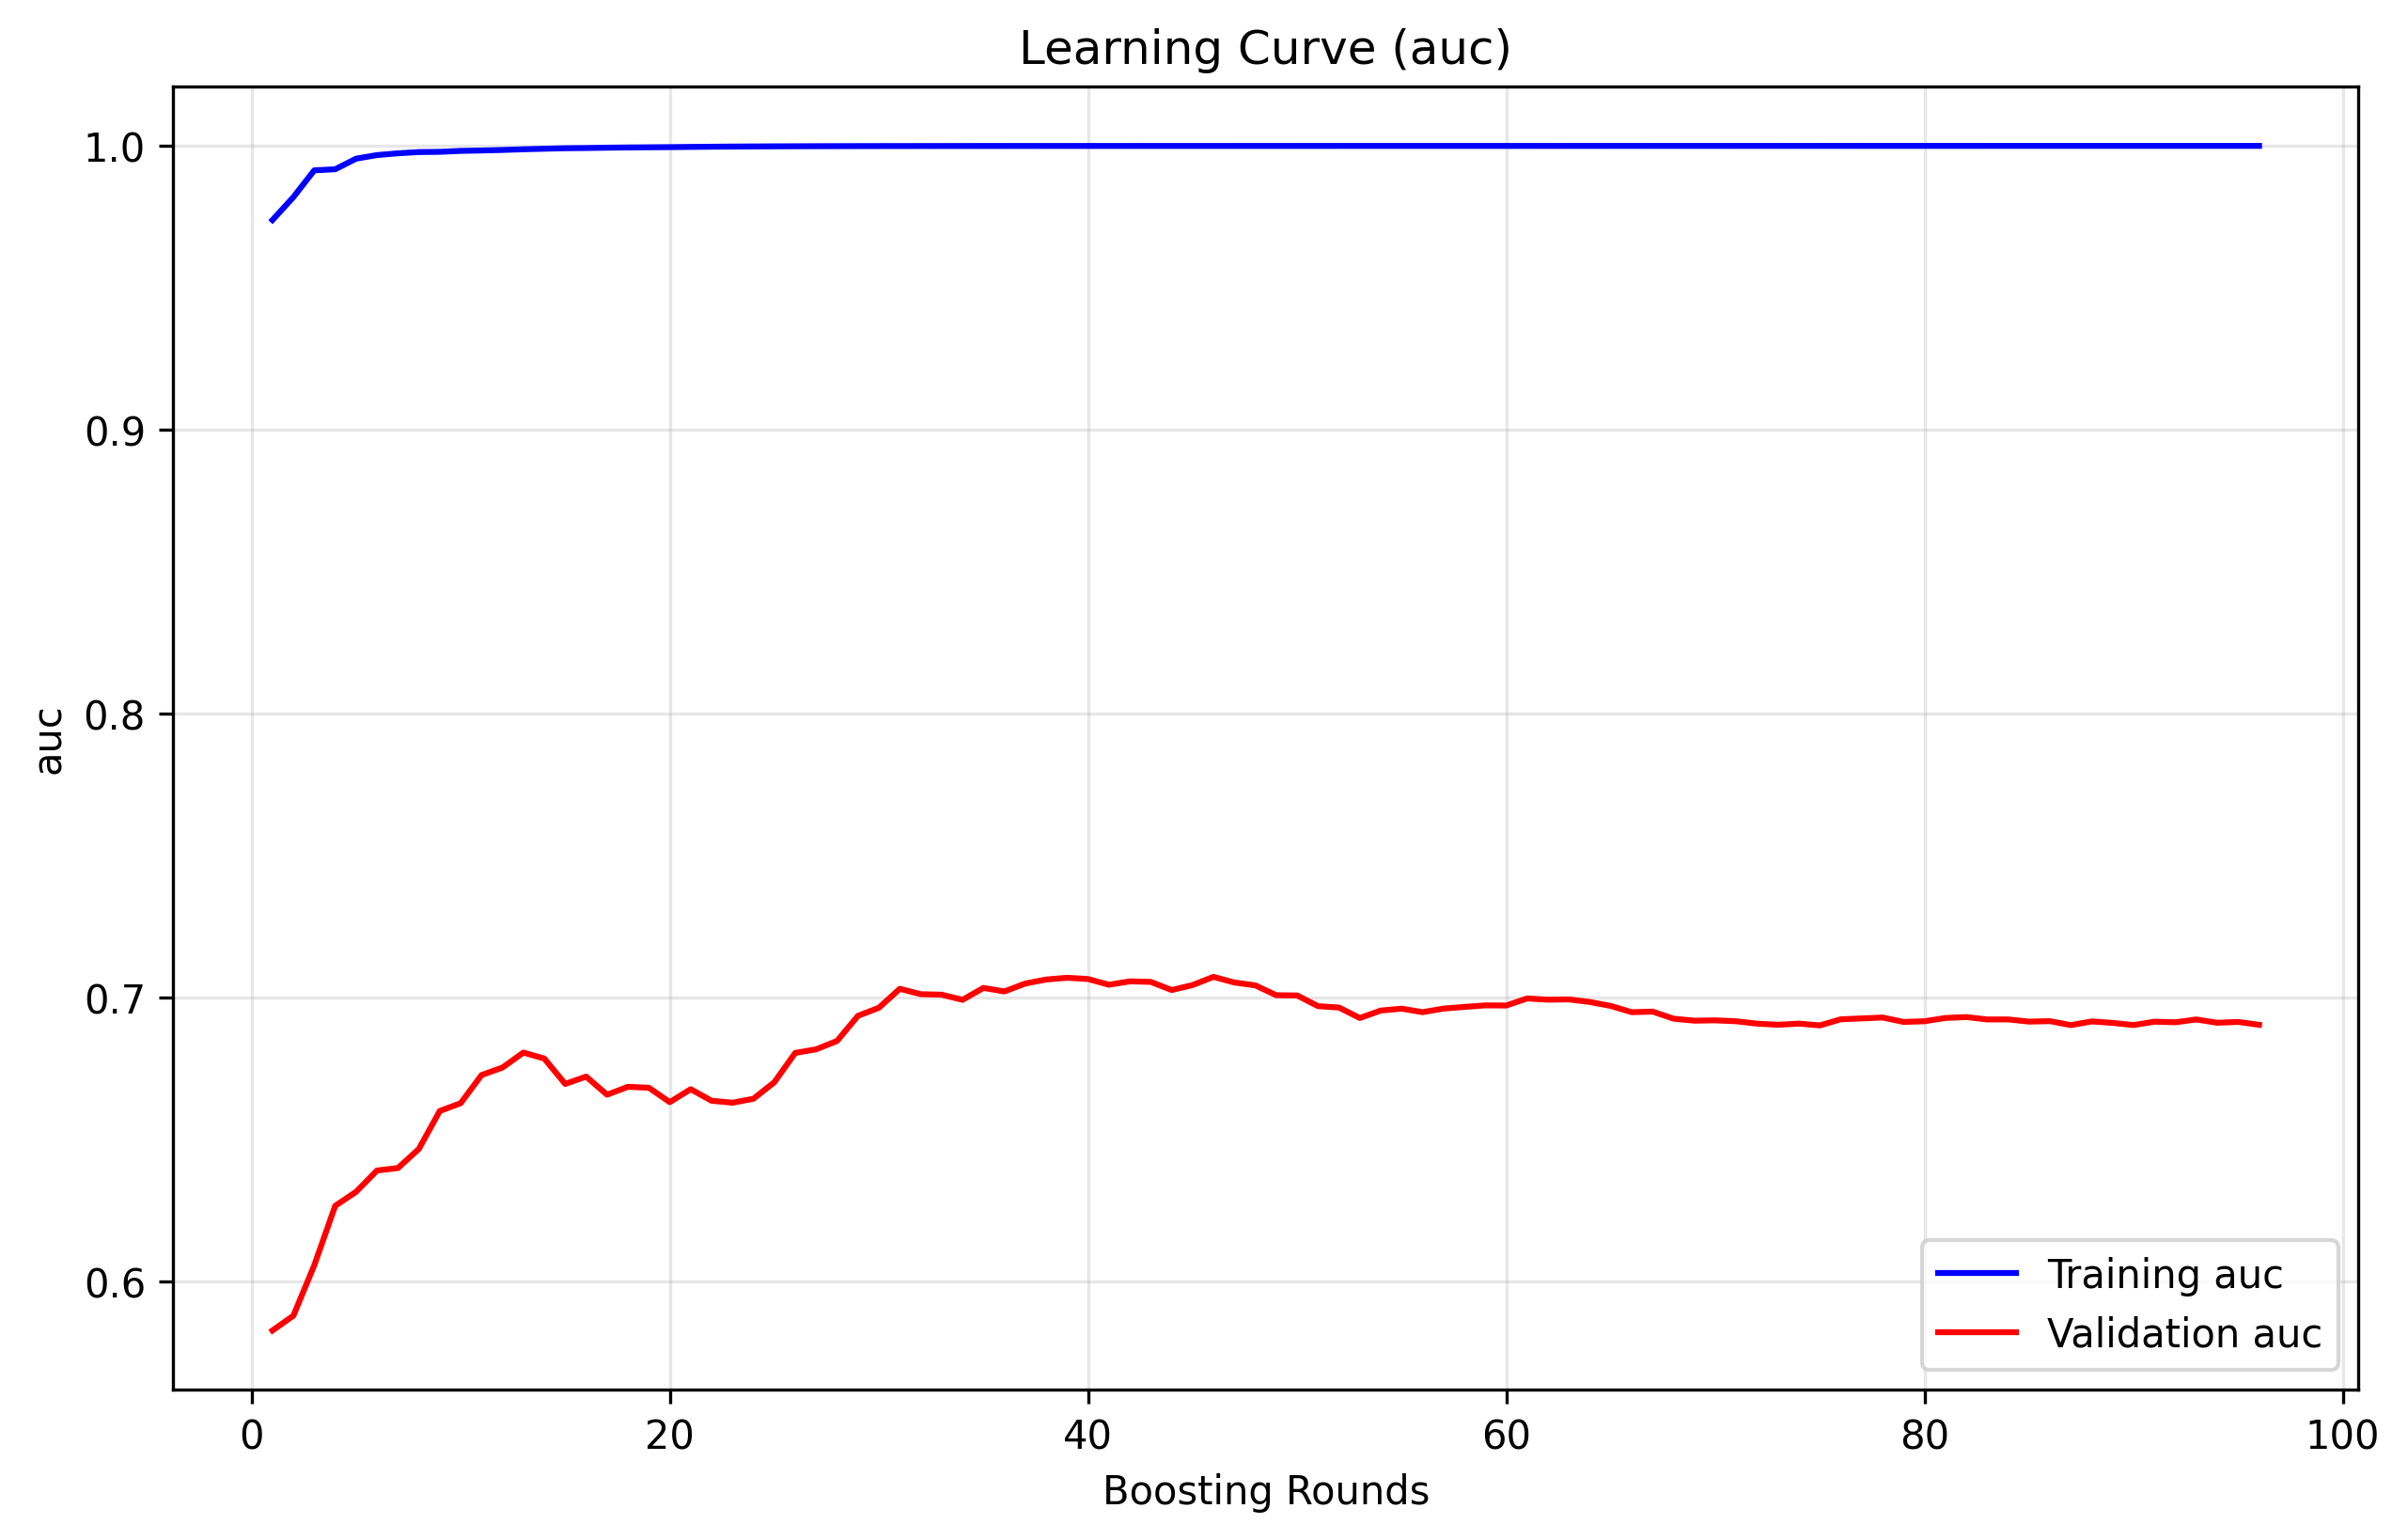 Learning Curve (auc)
1.0
0.9
0.8
0.7
0.6
auc
0 20 40 60 80 100
Boosting Rounds
Training auc
Validation auc